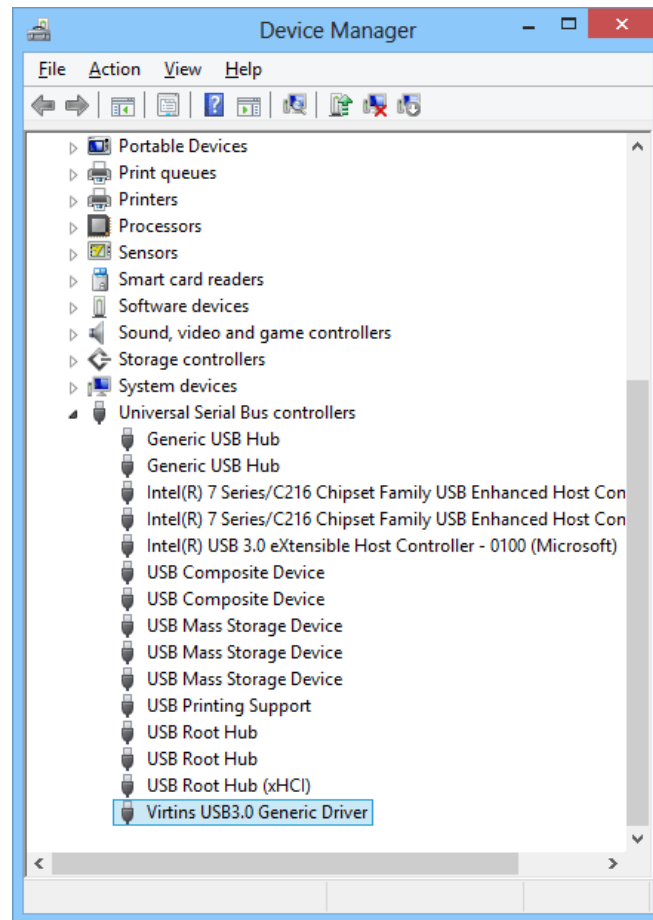 Device Manager
File Action View Help
Portable Devices
Print queues
Printers
Processors
Sensors
Smart card readers
Software devices
Sound, video and game controllers
Storage controllers
System devices
Universal Serial Bus controllers
Generic USB Hub
Generic USB Hub
Intel(R) 7 Series/C216 Chipset Family USB Enhanced Host Con
Intel(R) 7 Series/C216 Chipset Family USB Enhanced Host Con
Intel(R) USB 3.0 eXtensible Host Controller - 0100 (Microsoft)
USB Composite Device
USB Composite Device
USB Mass Storage Device
USB Mass Storage Device
USB Mass Storage Device
USB Printing Support
USB Root Hub
USB Root Hub
USB Root Hub (xHCI)
Virtins USB3.0 Generic Driver